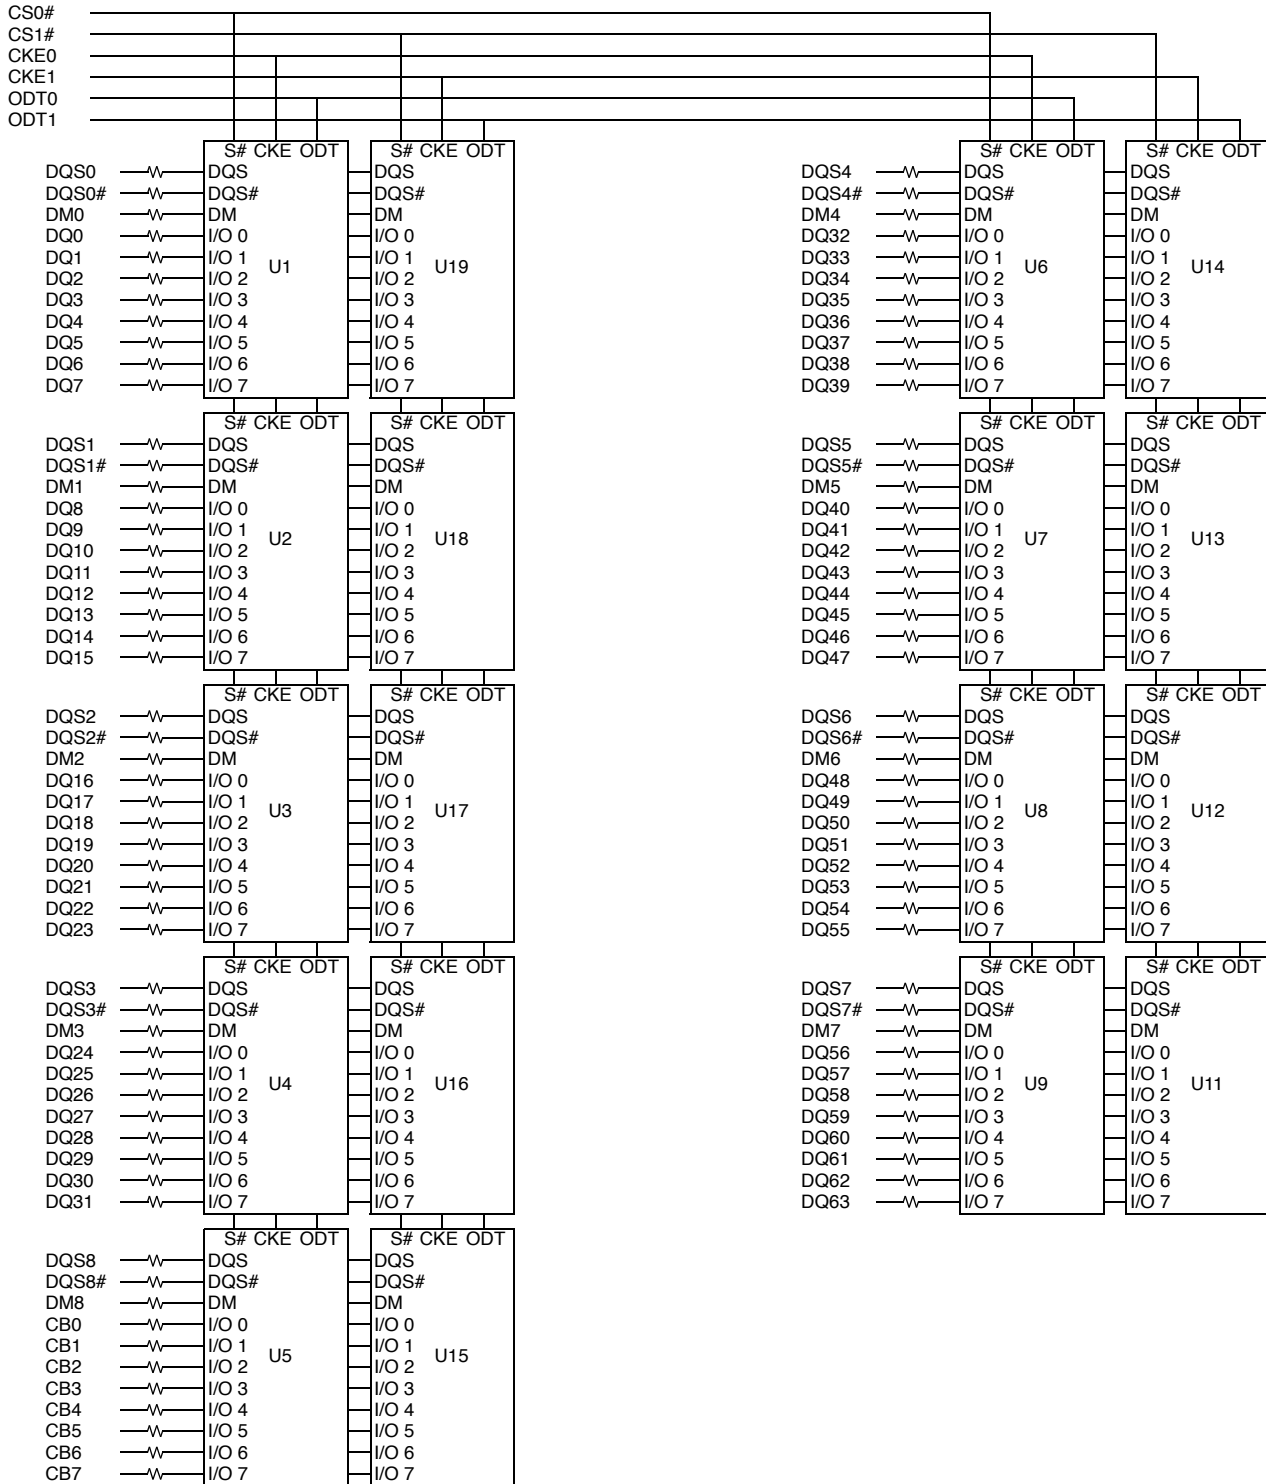 CS0#
CS1#
CKE0
CKE1
ODT0
ODT1
S# CKE ODT S# CKE ODT S# CKE ODT S# CKE ODT
DQS0 DQS DQS DQS4 DQS DQS
DQS0# DQS# DQS# DQS4# DQS# DQS#
DM0 DM DM DM4 DM DM
DQ0 I/O 0 I/O 0 DQ32 I/O 0 I/O 0
DQ1 I/O 1 I/O 1 DQ33 I/O 1 I/O 1
U1 U19 U6 U14
DQ2 I/O 2 I/O 2 DQ34 I/O 2 I/O 2
DQ3 I/O 3 I/O 3 DQ35 I/O 3 I/O 3
DQ4 I/O 4 I/O 4 DQ36 I/O 4 I/O 4
DQ5 I/O 5 I/O 5 DQ37 I/O 5 I/O 5
DQ6 I/O 6 I/O 6 DQ38 I/O 6 I/O 6
DQ7 I/O 7 I/O 7 DQ39 I/O 7 I/O 7
S# CKE ODT S# CKE ODT S# CKE ODT S# CKE ODT
DQS1 DQS DQS DQS5 DQS DQS
DQS1# DQS# DQS# DQS5# DQS# DQS#
DM1 DM DM DM5 DM DM
DQ8 I/O 0 I/O 0 DQ40 I/O 0 I/O 0
DQ9 I/O 1 I/O 1 DQ41 I/O 1 I/O 1
U2 U18 U7 U13
DQ10 I/O 2 I/O 2 DQ42 I/O 2 I/O 2
DQ11 I/O 3 I/O 3 DQ43 I/O 3 I/O 3
DQ12 I/O 4 I/O 4 DQ44 I/O 4 I/O 4
DQ13 I/O 5 I/O 5 DQ45 I/O 5 I/O 5
DQ14 I/O 6 I/O 6 DQ46 I/O 6 I/O 6
DQ15 I/O 7 I/O 7 DQ47 I/O 7 I/O 7
S# CKE ODT S# CKE ODT S# CKE ODT S# CKE ODT
DQS2 DQS DQS DQS6 DQS DQS
DQS2# DQS# DQS# DQS6# DQS# DQS#
DM2 DM DM DM6 DM DM
DQ16 I/O 0 I/O 0 DQ48 I/O 0 I/O 0
DQ17 I/O 1 I/O 1 DQ49 I/O 1 I/O 1
U3 U17 U8 U12
DQ18 I/O 2 I/O 2 DQ50 I/O 2 I/O 2
DQ19 I/O 3 I/O 3 DQ51 I/O 3 I/O 3
DQ20 I/O 4 I/O 4 DQ52 I/O 4 I/O 4
DQ21 I/O 5 I/O 5 DQ53 I/O 5 I/O 5
DQ22 I/O 6 I/O 6 DQ54 I/O 6 I/O 6
DQ23 I/O 7 I/O 7 DQ55 I/O 7 I/O 7
S# CKE ODT S# CKE ODT S# CKE ODT S# CKE ODT
DQS3 DQS DQS DQS7 DQS DQS
DQS3# DQS# DQS# DQS7# DQS# DQS#
DM3 DM DM DM7 DM DM
DQ24 I/O 0 I/O 0 DQ56 I/O 0 I/O 0
DQ25 I/O 1 I/O 1 DQ57 I/O 1 I/O 1
U4 U16 U9 U11
DQ26 I/O 2 I/O 2 DQ58 I/O 2 I/O 2
DQ27 I/O 3 I/O 3 DQ59 I/O 3 I/O 3
DQ28 I/O 4 I/O 4 DQ60 I/O 4 I/O 4
DQ29 I/O 5 I/O 5 DQ61 I/O 5 I/O 5
DQ30 I/O 6 I/O 6 DQ62 I/O 6 I/O 6
DQ31 I/O 7 I/O 7 DQ63 I/O 7 I/O 7
S# CKE ODT S# CKE ODT
DQS8 DQS DQS
DQS8# DQS# DQS#
DM8 DM DM
CB0 I/O 0 I/O 0
CB1 I/O 1 I/O 1
U5 U15
CB2 I/O 2 I/O 2
CB3 I/O 3 I/O 3
CB4 I/O 4 I/O 4
CB5 I/O 5 I/O 5
CB6 I/O 6 I/O 6
CB7 I/O 7 I/O 7